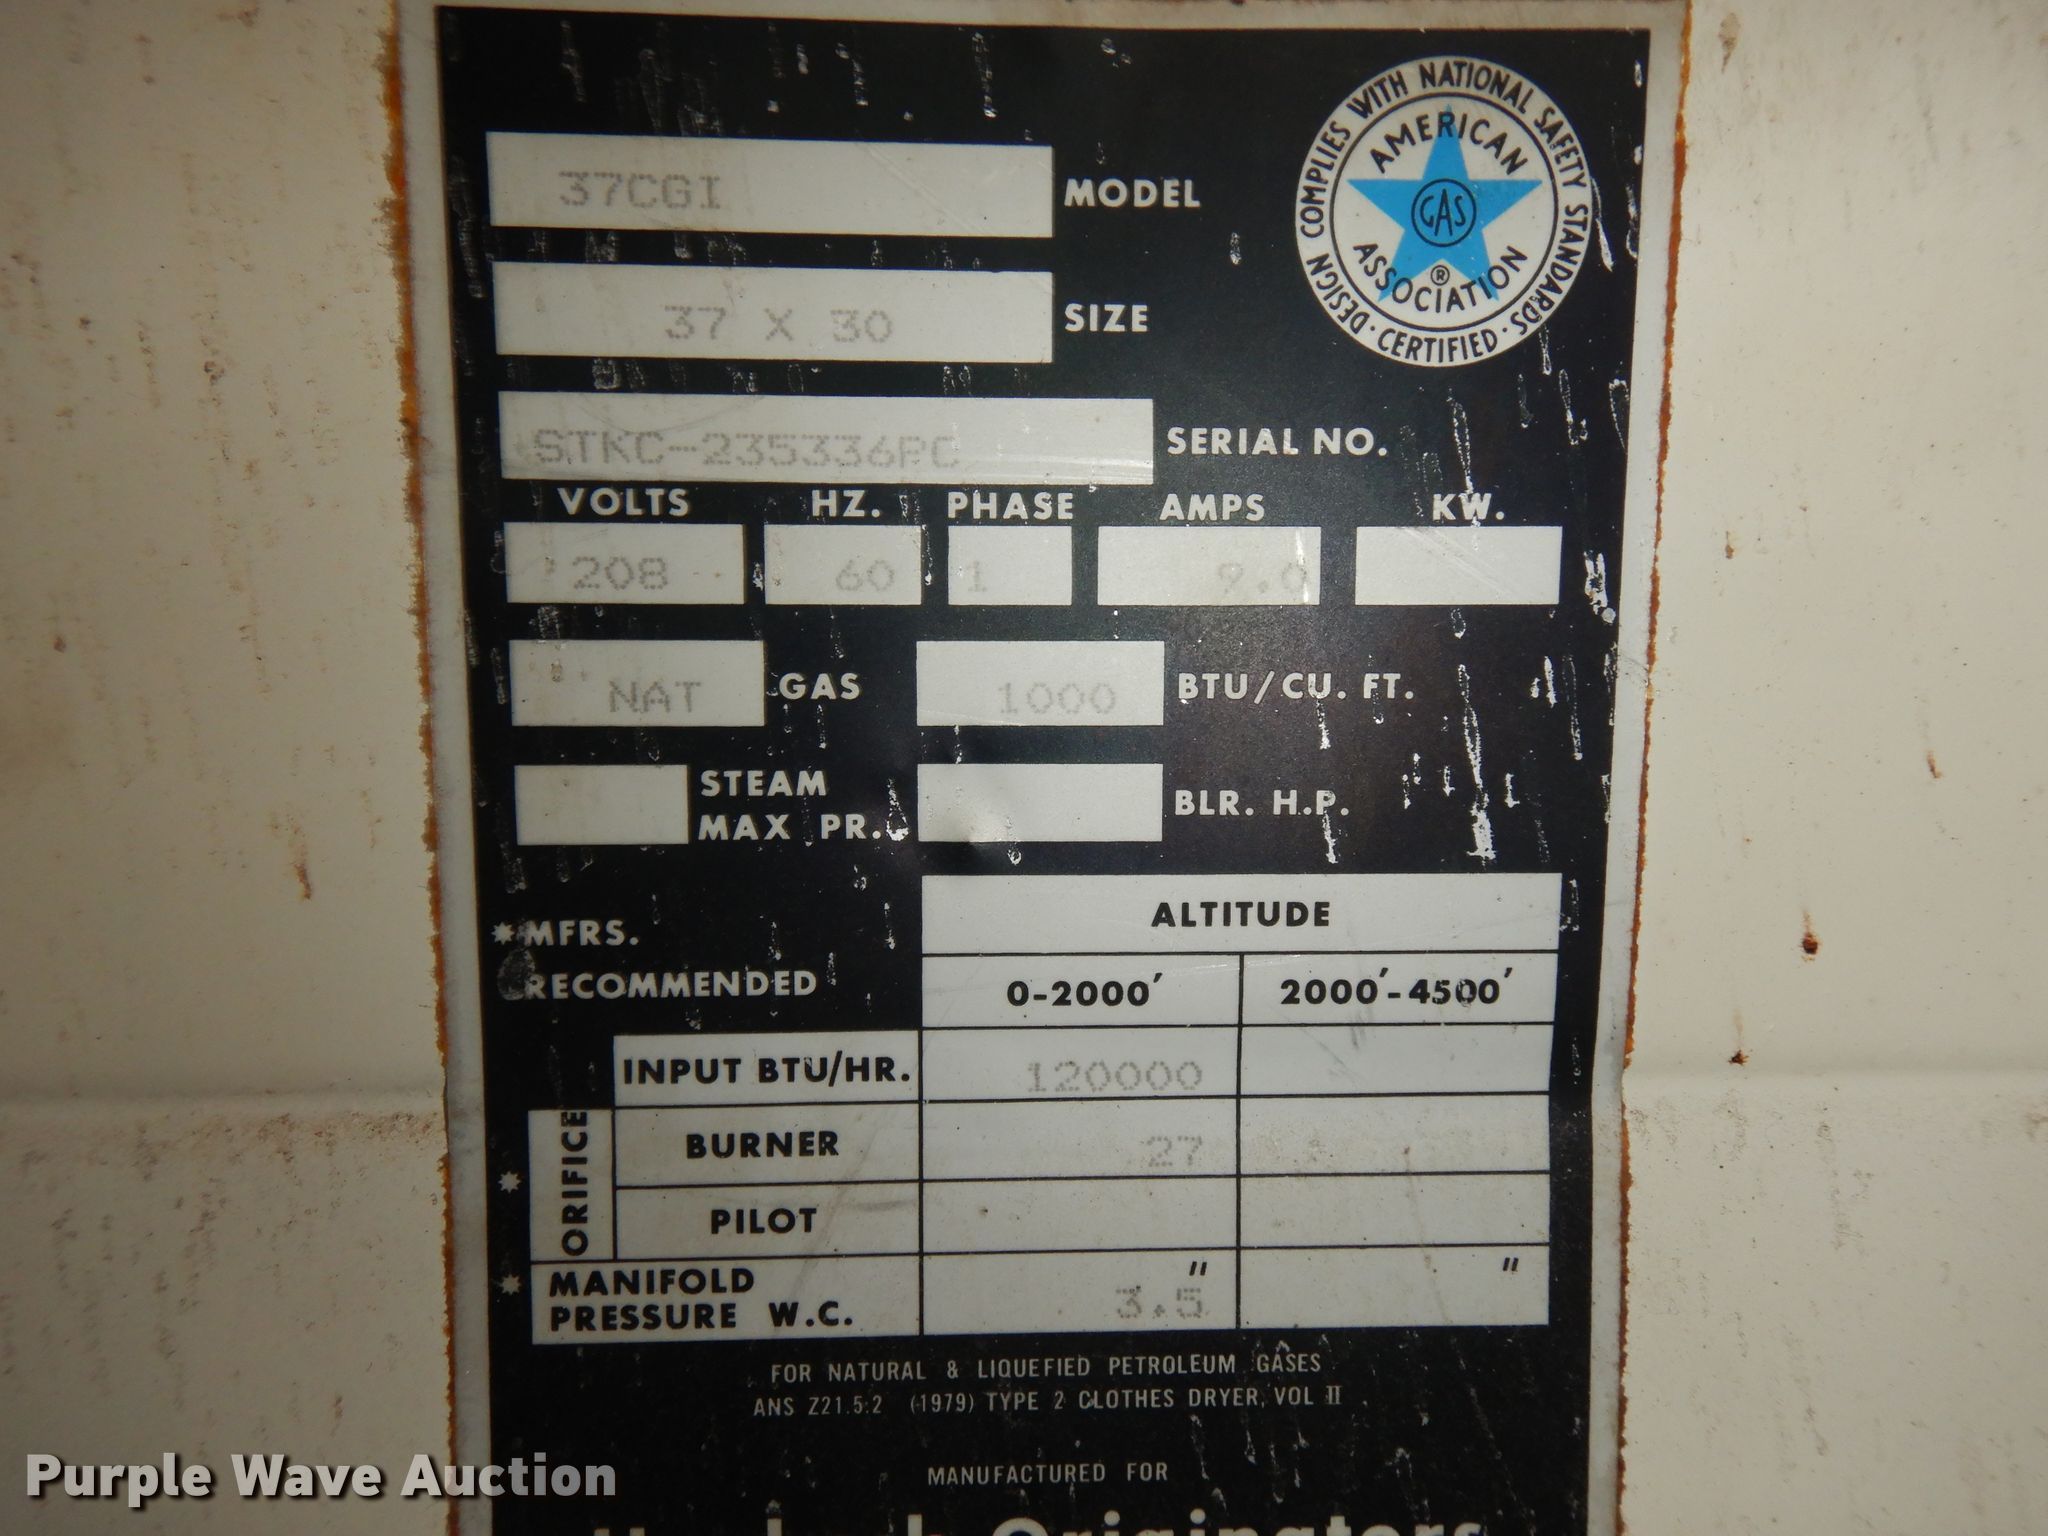 37CGI MODEL
37 X 30 SIZE
STKC-235336PC SERIAL NO.
VOLTS HZ. PHASE AMPS KW.
208 60 1 9.0
NAT GAS 1000 BTU/CU. FT.
STEAM
MAX PR. BLR. H.P.
DESIGN COMPLIES WITH NATIONAL SAFETY STANDARDS · CERTIFIED ·
AMERICAN
GAS
ASSOCIATION
®
ALTITUDE
*MFRS.
RECOMMENDED 0-2000′ 2000′-4500′
INPUT BTU/HR. 120000
ORIFICE
* BURNER 27
PILOT
* MANIFOLD " "
PRESSURE W.C. 3.5
FOR NATURAL & LIQUEFIED PETROLEUM GASES
ANS Z21.5.2 (1979) TYPE 2 CLOTHES DRYER, VOL II
MANUFACTURED FOR
Originators
Purple Wave Auction